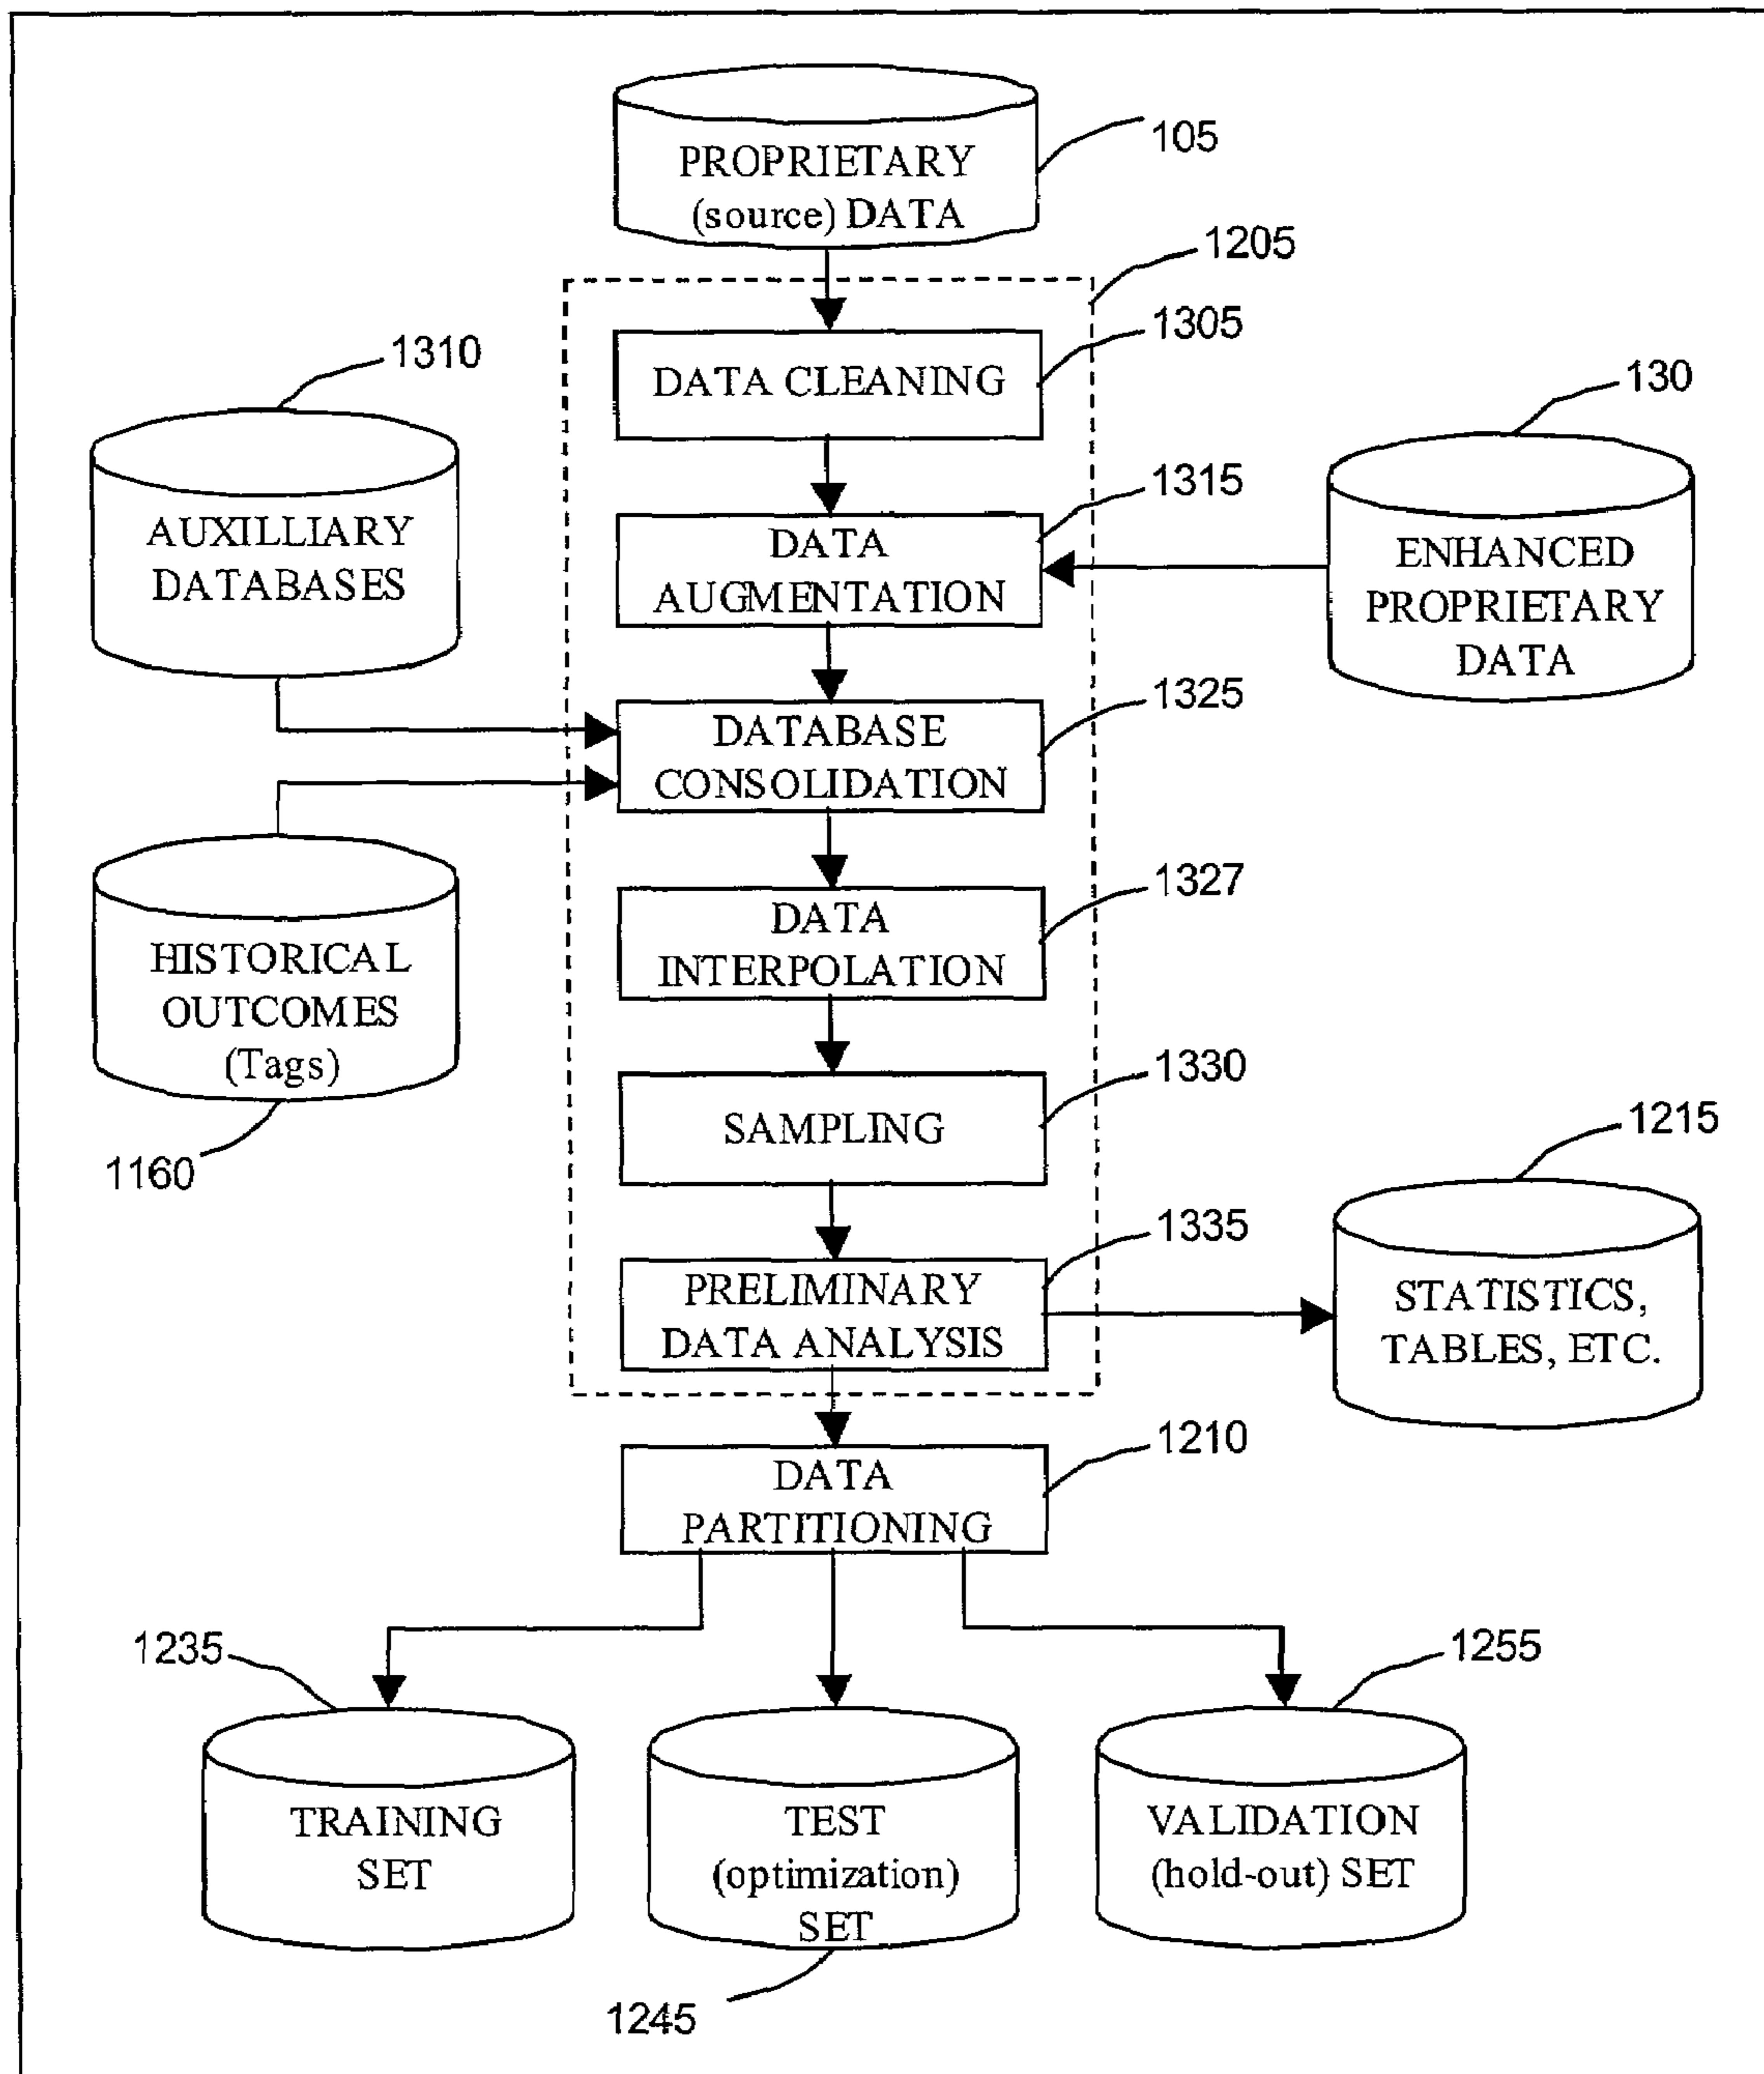 PROPRIETARY
(source) DATA
105
1205
DATA CLEANING
1305
1310
AUXILLIARY
DATABASES
130
ENHANCED
PROPRIETARY
DATA
1315
DATA
AUGMENTATION
1325
DATABASE
CONSOLIDATION
HISTORICAL
OUTCOMES
(Tags)
1160
1327
DATA
INTERPOLATION
1330
SAMPLING
1335
PRELIMINARY
DATA ANALYSIS
1215
STATISTICS,
TABLES, ETC.
1210
DATA
PARTITIONING
1235
TRAINING
SET
TEST
(optimization)
SET
1245
1255
VALIDATION
(hold-out) SET